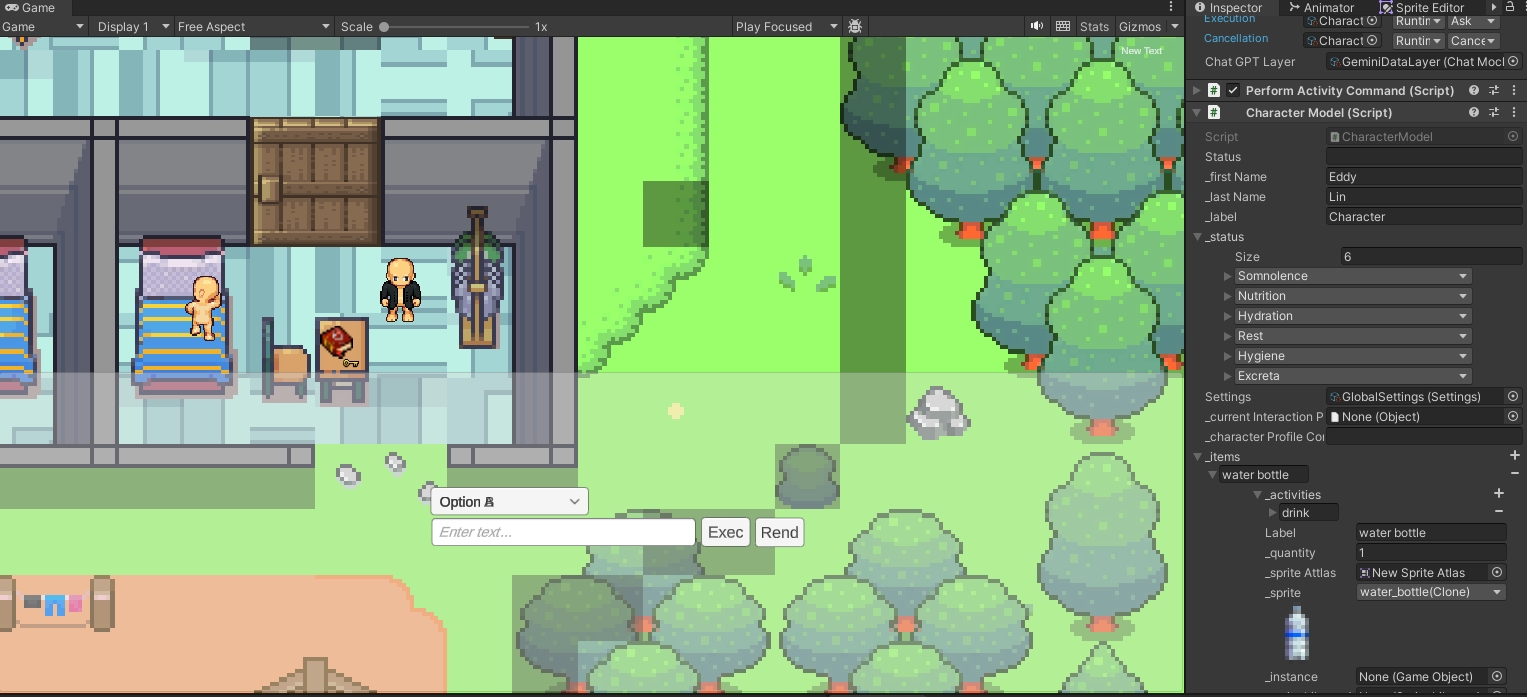 Game
Inspector
Animator
Sprite Editor
Game
Display 1
Free Aspect
Scale
1x
Play Focused
Stats
Gizmos
New Text
Execution
Charact
Runtin
Ask
Cancellation
Charact
Runtin
Cance
Chat GPT Layer
GeminiDataLayer (Chat Mocl
# Perform Activity Command (Script)
# Character Model (Script)
Script
CharacterModel
Status
_first Name
Eddy
_last Name
Lin
_label
Character
_status
Size
6
Somnolence
Nutrition
Hydration
Rest
Hygiene
Excreta
Settings
GlobalSettings (Settings)
_current Interaction P
None (Object)
_character Profile Cor
_items
water bottle
_activities
drink
Label
water bottle
_quantity
1
_sprite Attlas
New Sprite Atlas
_sprite
water_bottle(Clone)
_instance
None (Game Object)
Option
Enter text...
Exec
Rend